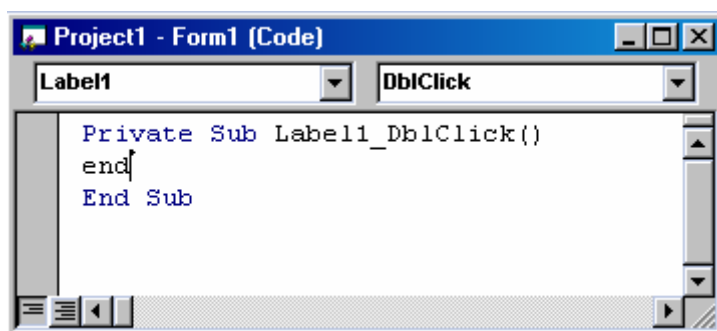 Project1 - Form1 (Code)
Label1 DblClick
Private Sub Label1_DblClick()
end
End Sub